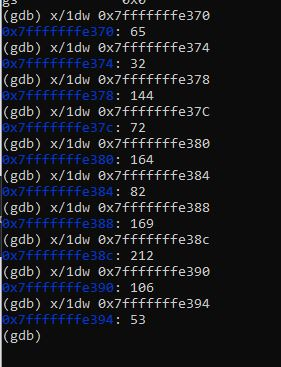 gs 0x0
(gdb) x/1dw 0x7fffffffe370
0x7fffffffe370: 65
(gdb) x/1dw 0x7fffffffe374
0x7fffffffe374: 32
(gdb) x/1dw 0x7fffffffe378
0x7fffffffe378: 144
(gdb) x/1dw 0x7fffffffe37C
0x7fffffffe37c: 72
(gdb) x/1dw 0x7fffffffe380
0x7fffffffe380: 164
(gdb) x/1dw 0x7fffffffe384
0x7fffffffe384: 82
(gdb) x/1dw 0x7fffffffe388
0x7fffffffe388: 169
(gdb) x/1dw 0x7fffffffe38c
0x7fffffffe38c: 212
(gdb) x/1dw 0x7fffffffe390
0x7fffffffe390: 106
(gdb) x/1dw 0x7fffffffe394
0x7fffffffe394: 53
(gdb)